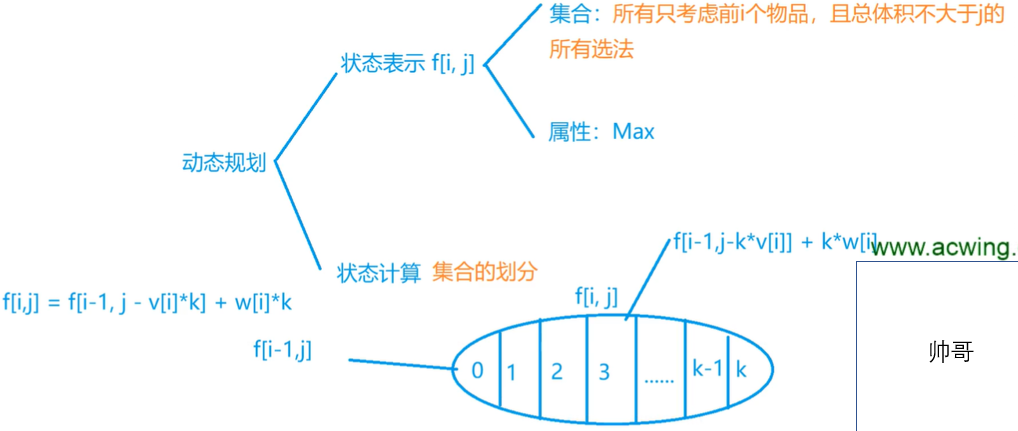 集合：所有只考虑前i个物品，且总体积不大于j的
所有选法
状态表示 f[i, j]
属性：Max
动态规划
f[i-1,j-k*v[i]] + k*w[i]
www.acwing.
状态计算 集合的划分
f[i,j] = f[i-1, j - v[i]*k] + w[i]*k
f[i, j]
f[i-1,j]
0 1 2 3 ...... k-1 k
帅哥